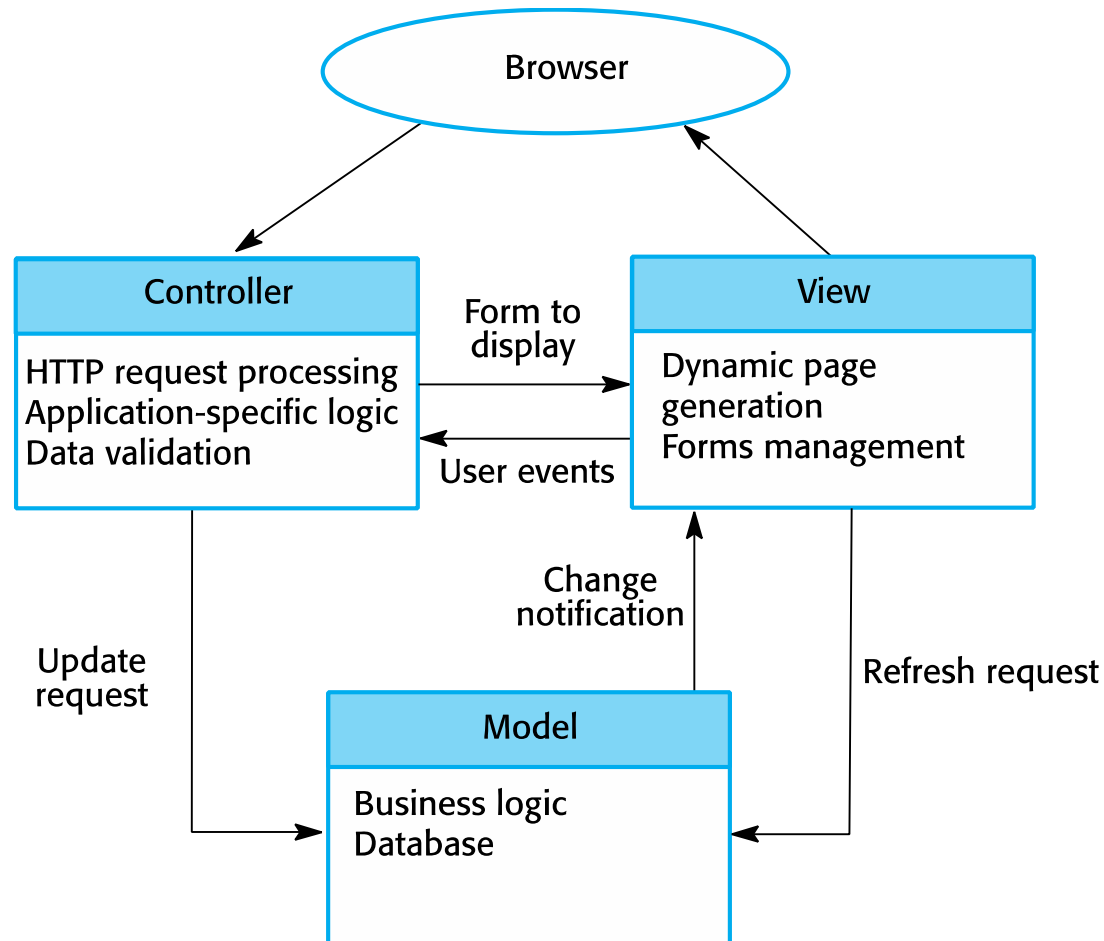 Browser
Controller
View
Form to
display
HTTP request processing
Application-specific logic
Data validation
Dynamic page
generation
Forms management
User events
Change
notification
Update
request
Refresh request
Model
Business logic
Database